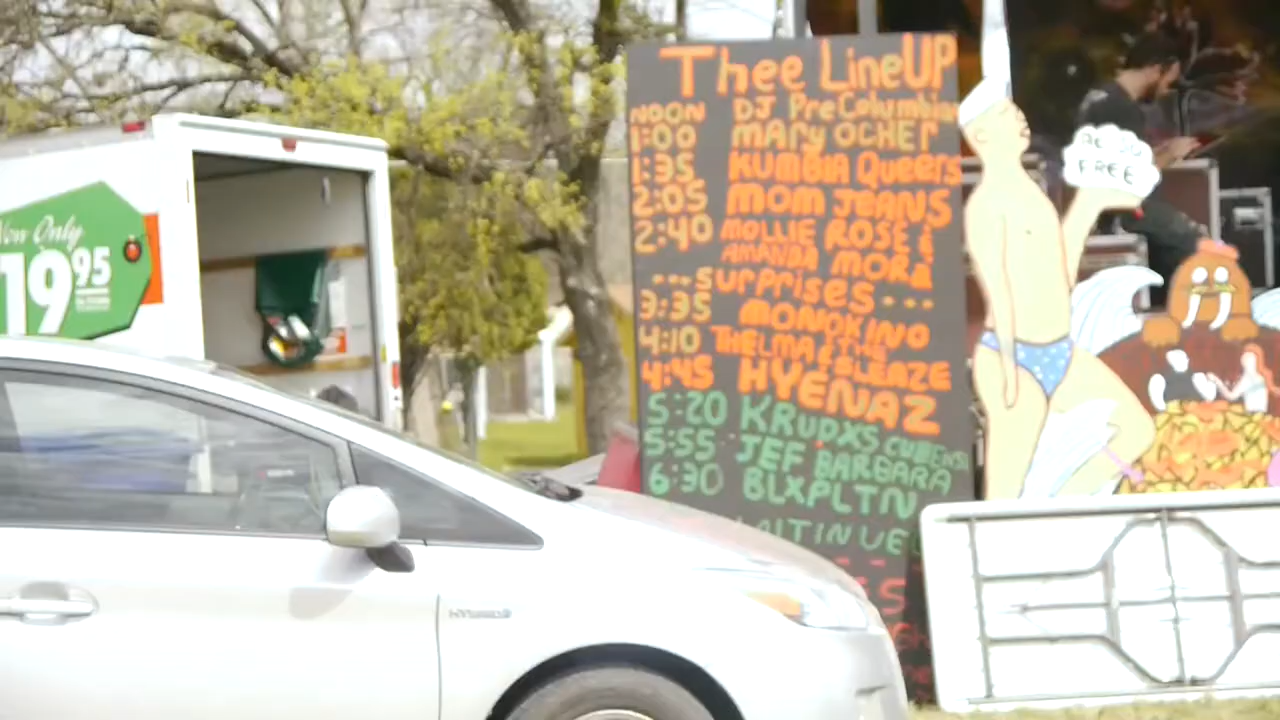 Thee LineUP
NOON DJ PreColumbian
1:00 MARY OCHER
1:35 KUMBIA Queers
2:05 MOM JEANS
2:40 MOLLIE ROSE &
AMANDA MORA
---surprises---
3:35 MONOKINO
4:10 THELMA & THE
SLEAZE
4:45 HYENAZ
5:20 KRUDXS CUBENSI
5:55 JEF BARBARA
6:30 BLXPLTN
FREE
Now Only
19 95
HYBRID